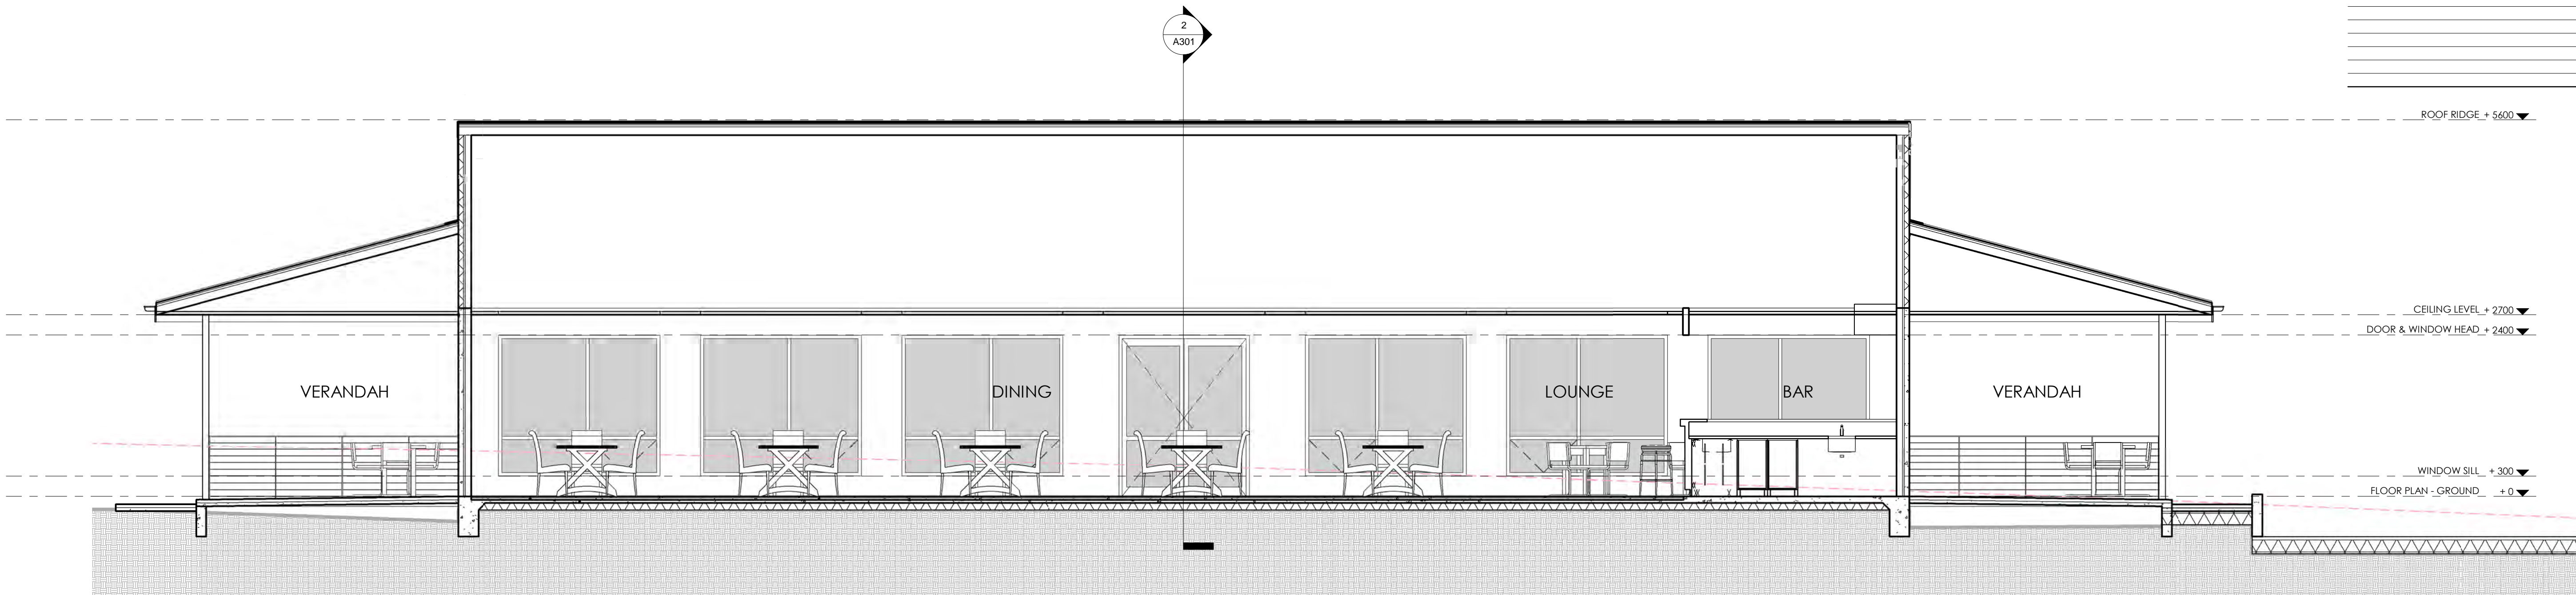 2
A301
ROOF RIDGE + 5600
CEILING LEVEL + 2700
DOOR & WINDOW HEAD + 2400
VERANDAH
DINING
LOUNGE
BAR
VERANDAH
WINDOW SILL + 300
FLOOR PLAN - GROUND + 0